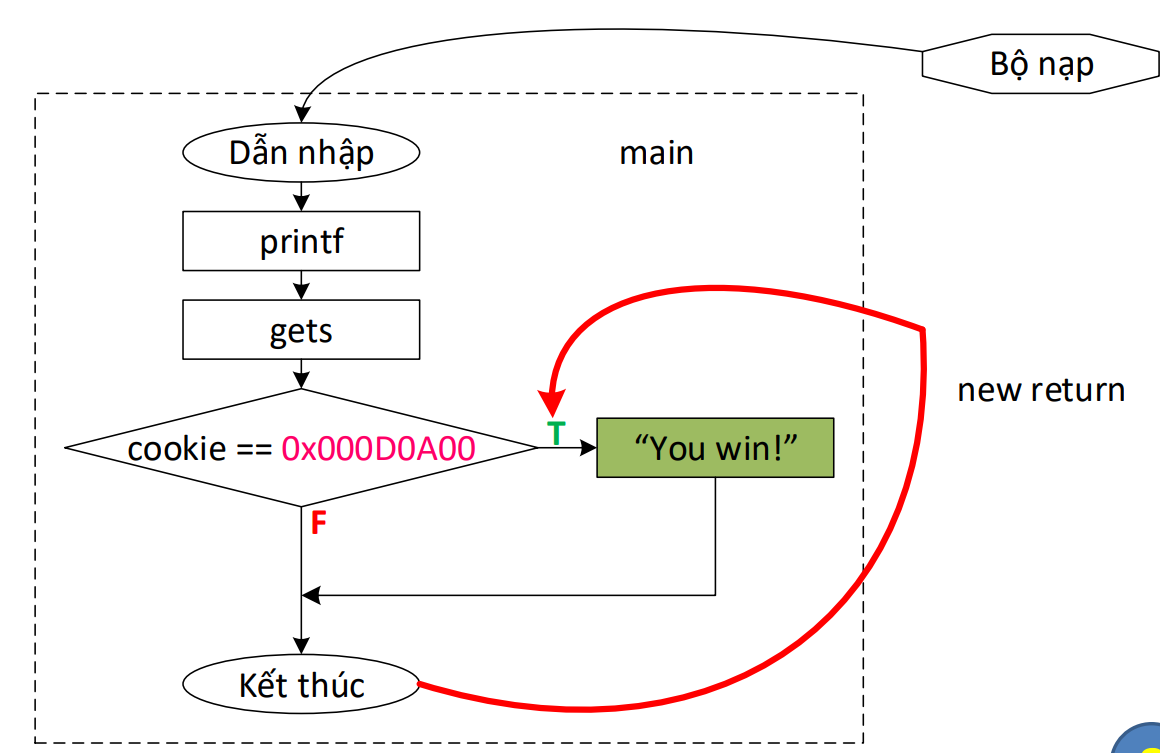 Bộ nạp
Dẫn nhập
main
printf
gets
new return
cookie == 0x000D0A00
T
“You win!”
F
Kết thúc